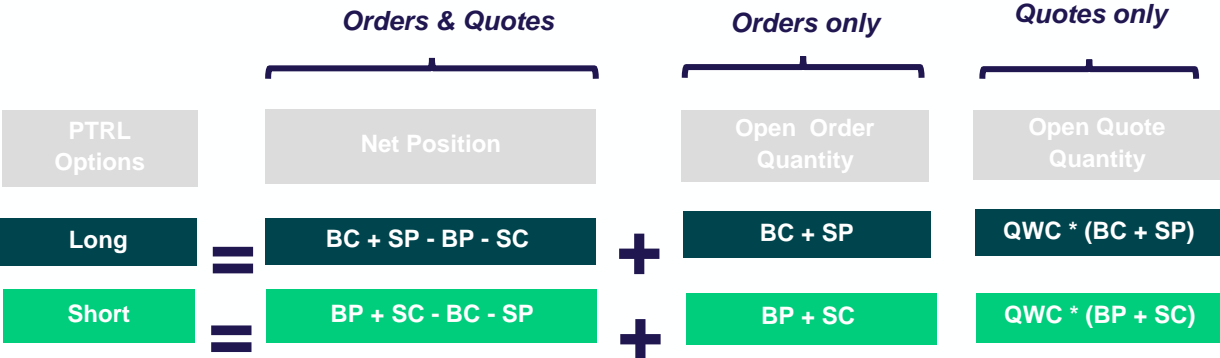 Orders & Quotes
Orders only
Quotes only
PTRL
Options
Net Position
Open Order
Quantity
Open Quote
Quantity
Long
=
BC + SP - BP - SC
+
BC + SP
QWC * (BC + SP)
Short
=
BP + SC - BC - SP
+
BP + SC
QWC * (BP + SC)